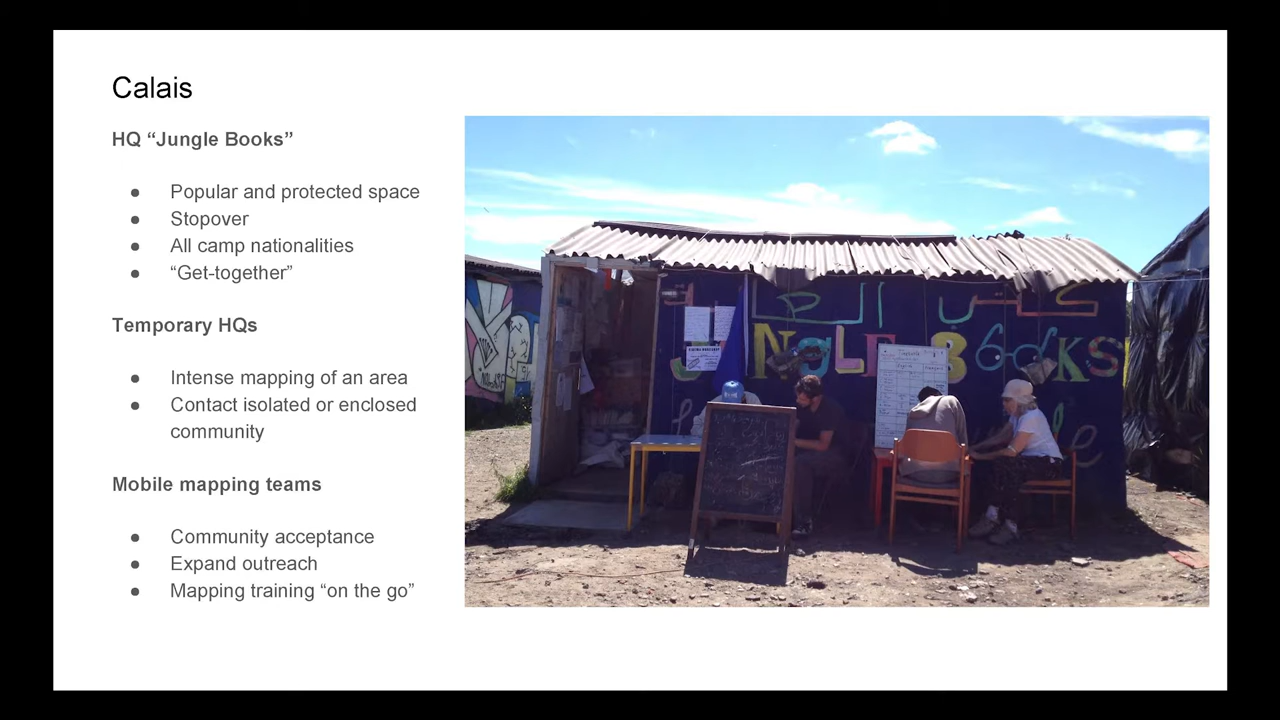 Calais
HQ “Jungle Books”
● Popular and protected space
● Stopover
● All camp nationalities
● “Get-together”
Temporary HQs
● Intense mapping of an area
● Contact isolated or enclosed
community
Mobile mapping teams
● Community acceptance
● Expand outreach
● Mapping training “on the go”
JUNGLE BOOKS